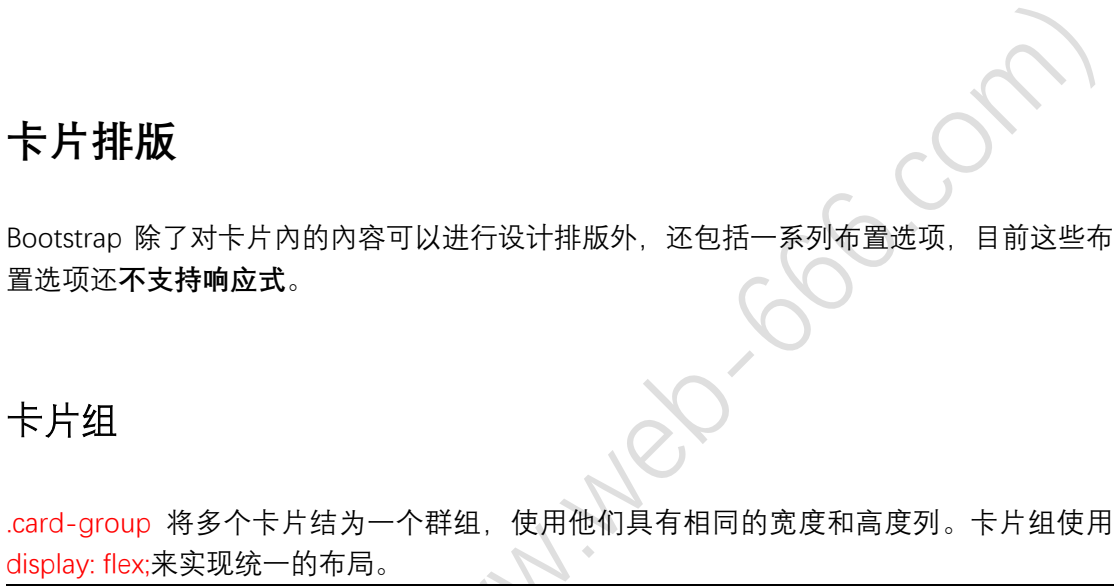 卡片排版
Bootstrap 除了对卡片內的內容可以进行设计排版外，还包括一系列布置选项，目前这些布
置选项还不支持响应式。
卡片组
.card-group 将多个卡片结为一个群组，使用他们具有相同的宽度和高度列。卡片组使用
display: flex;来实现统一的布局。
w.web-666.com)